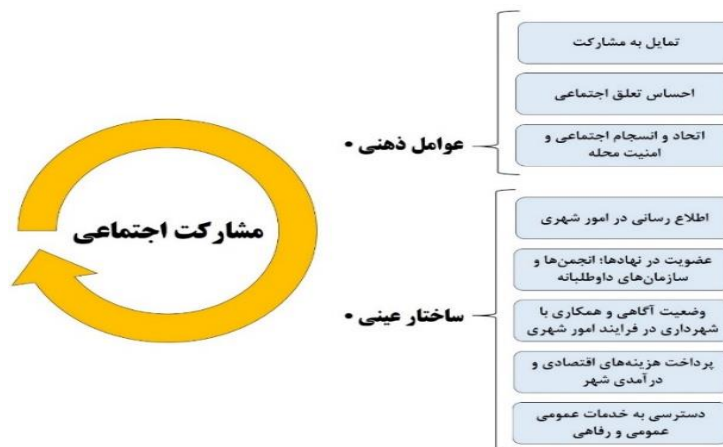 مشارکت اجتماعی
عوامل ذهنی •
تمایل به مشارکت
احساس تعلق اجتماعی
اتحاد و انسجام اجتماعی و
امنیت محله
ساختار عینی •
اطلاع رسانی در امور شهری
عضویت در نهادها؛ انجمن‌ها و
سازمان‌های داوطلبانه
وضعیت آگاهی و همکاری با
شهرداری در فرایند امور شهری
پرداخت هزینه‌های اقتصادی و
درآمدی شهر
دسترسی به خدمات عمومی
عمومی و رفاهی